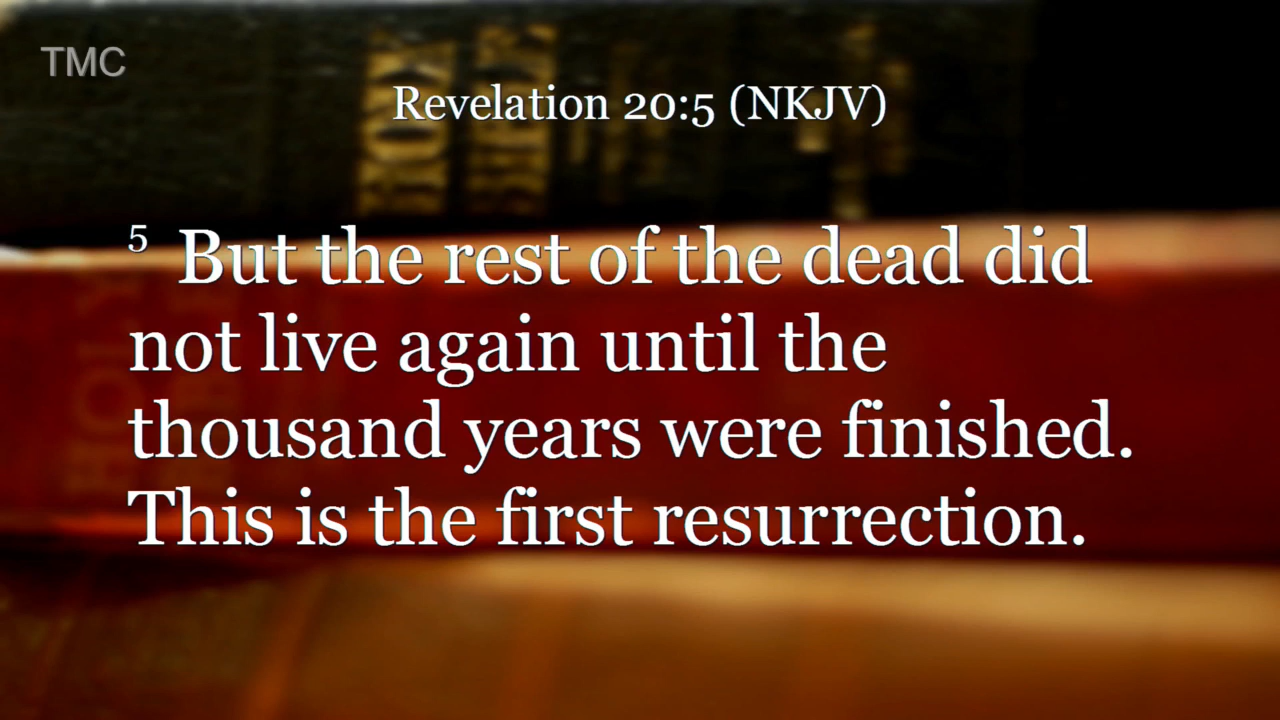 TMC
Revelation 20:5 (NKJV)
5 But the rest of the dead did
not live again until the
thousand years were finished.
This is the first resurrection.